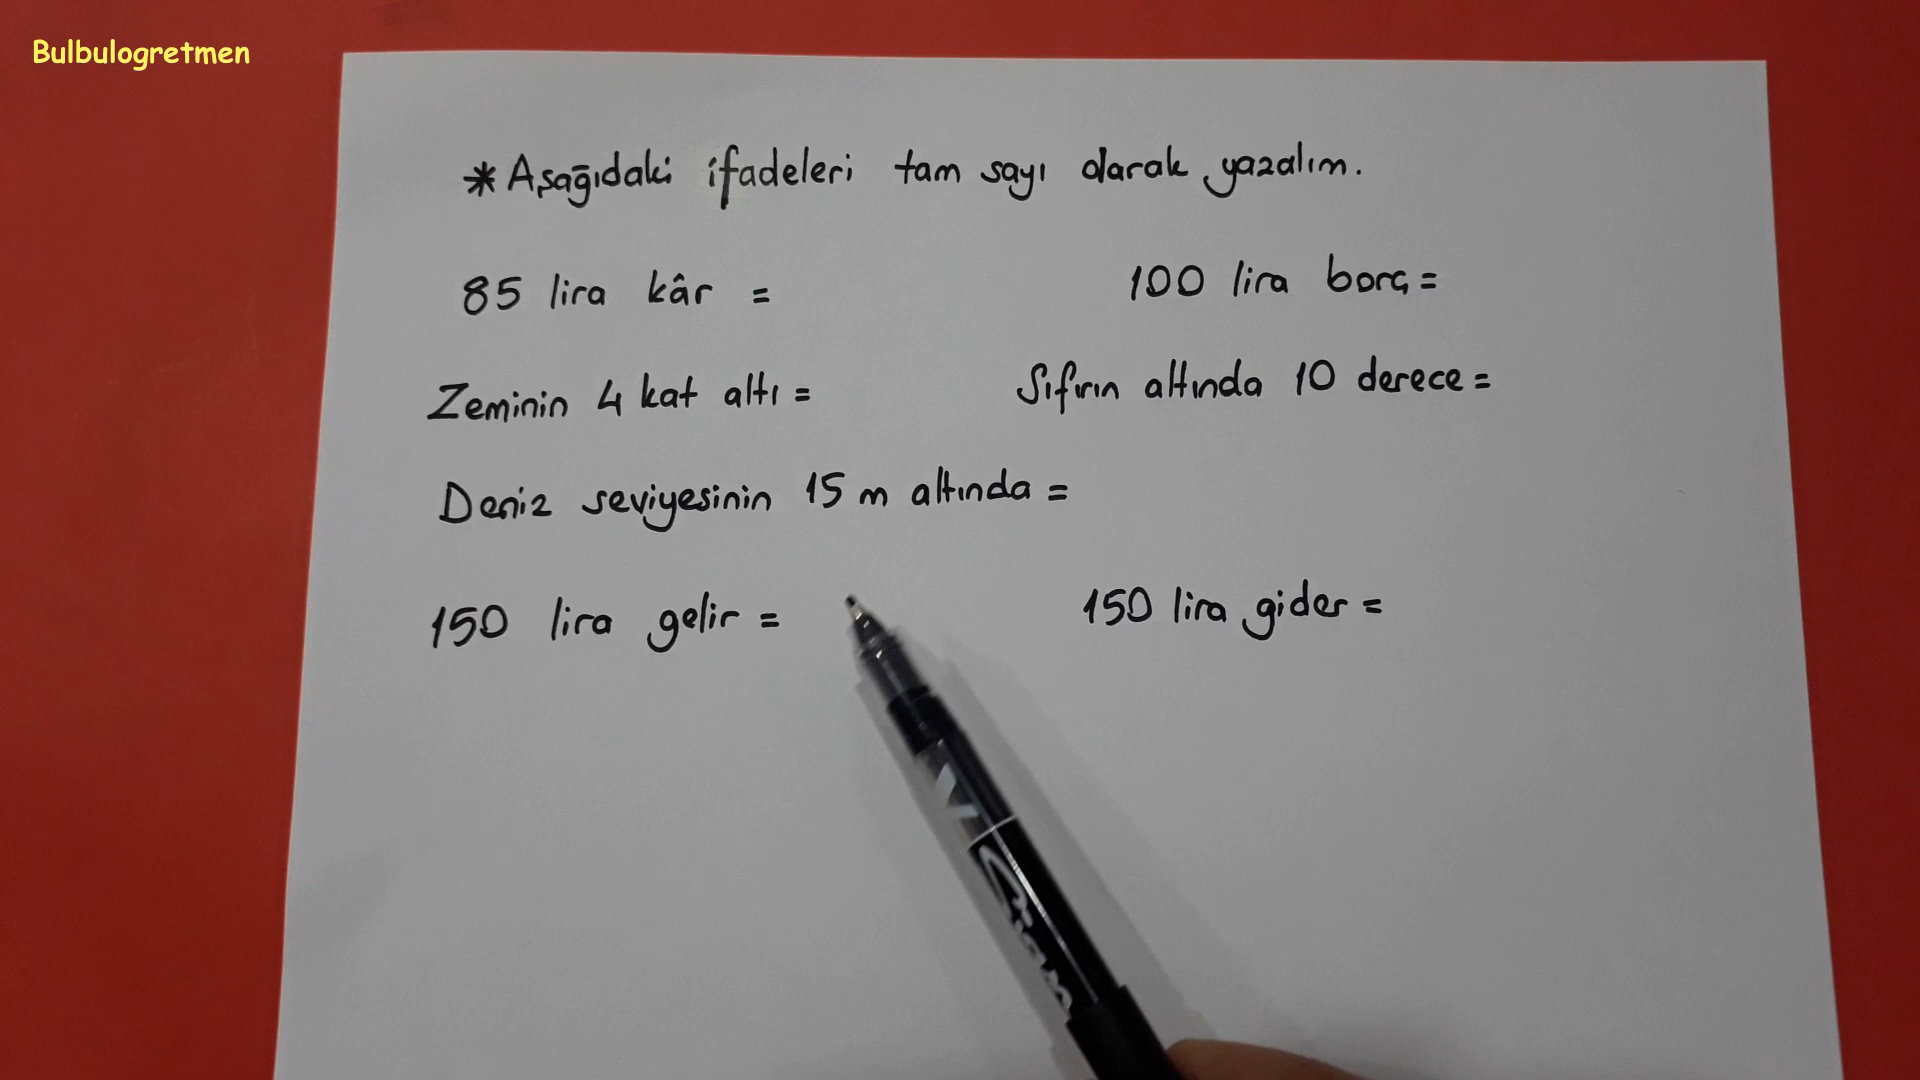 Bulbulogretmen
* Aşağıdaki ifadeleri tam sayı olarak yazalım.
85 lira kâr = 100 lira borç =
Zeminin 4 kat altı = Sıfırın altında 10 derece =
Deniz seviyesinin 15 m altında =
150 lira gelir = 150 lira gider =
V